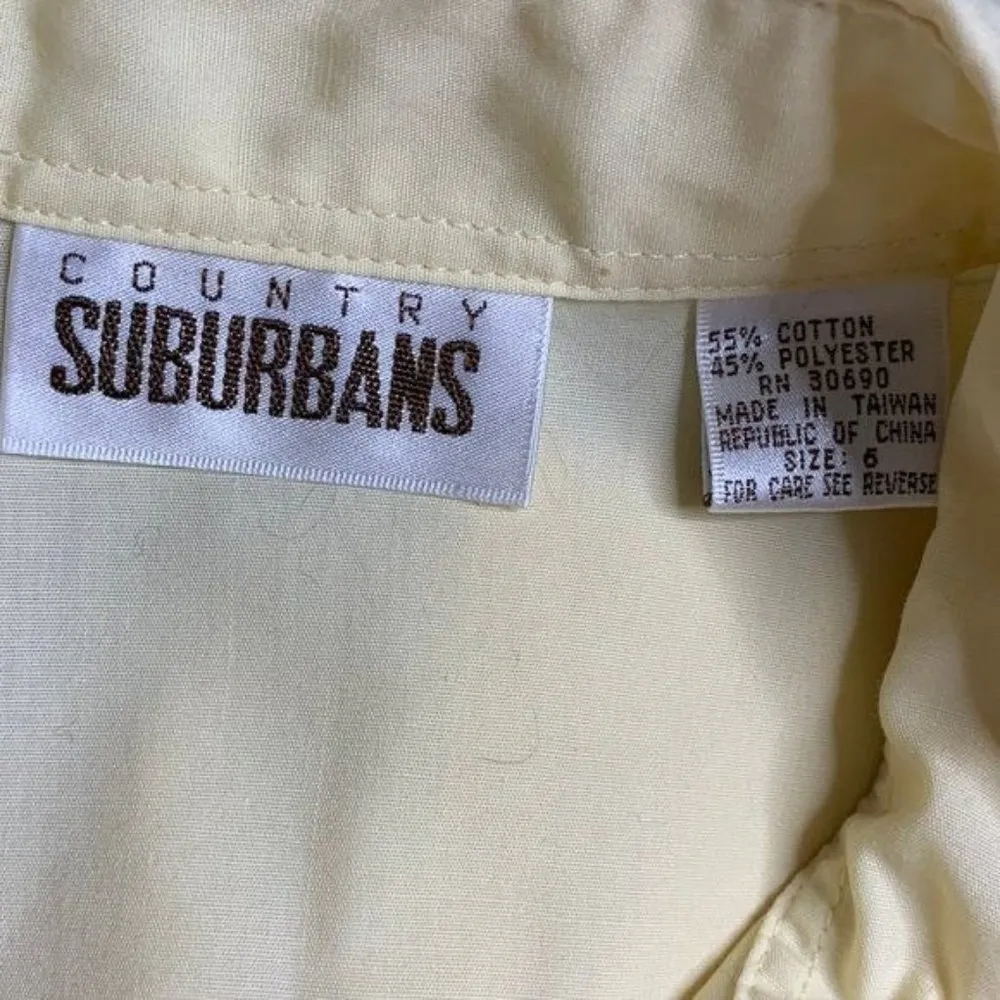 COUNTRY
SUBURBANS
55% COTTON
45% POLYESTER
RN 30690
MADE IN TAIWAN
REPUBLIC OF CHINA
SIZE: 6
FOR CARE SEE REVERSE